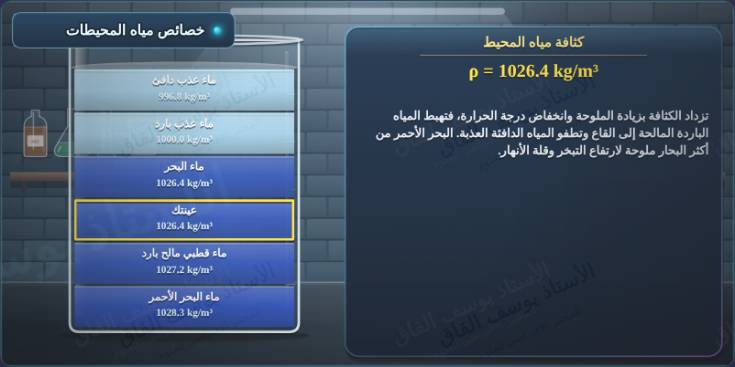 خصائص مياه المحيطات
ماء عذب دافئ
996.8 kg/m³
ماء عذب بارد
1000.0 kg/m³
ماء البحر
1026.4 kg/m³
عينتك
1026.4 kg/m³
ماء قطبي مالح بارد
1027.2 kg/m³
ماء البحر الأحمر
1028.3 kg/m³
كثافة مياه المحيط
ρ = 1026.4 kg/m³
تزداد الكثافة بزيادة الملوحة وانخفاض درجة الحرارة، فتهبط المياه
الباردة المالحة إلى القاع وتطفو المياه الدافئة العذبة. البحر الأحمر من
أكثر البحار ملوحة لارتفاع التبخر وقلة الأنهار.
الأستاذ يوسف القاق